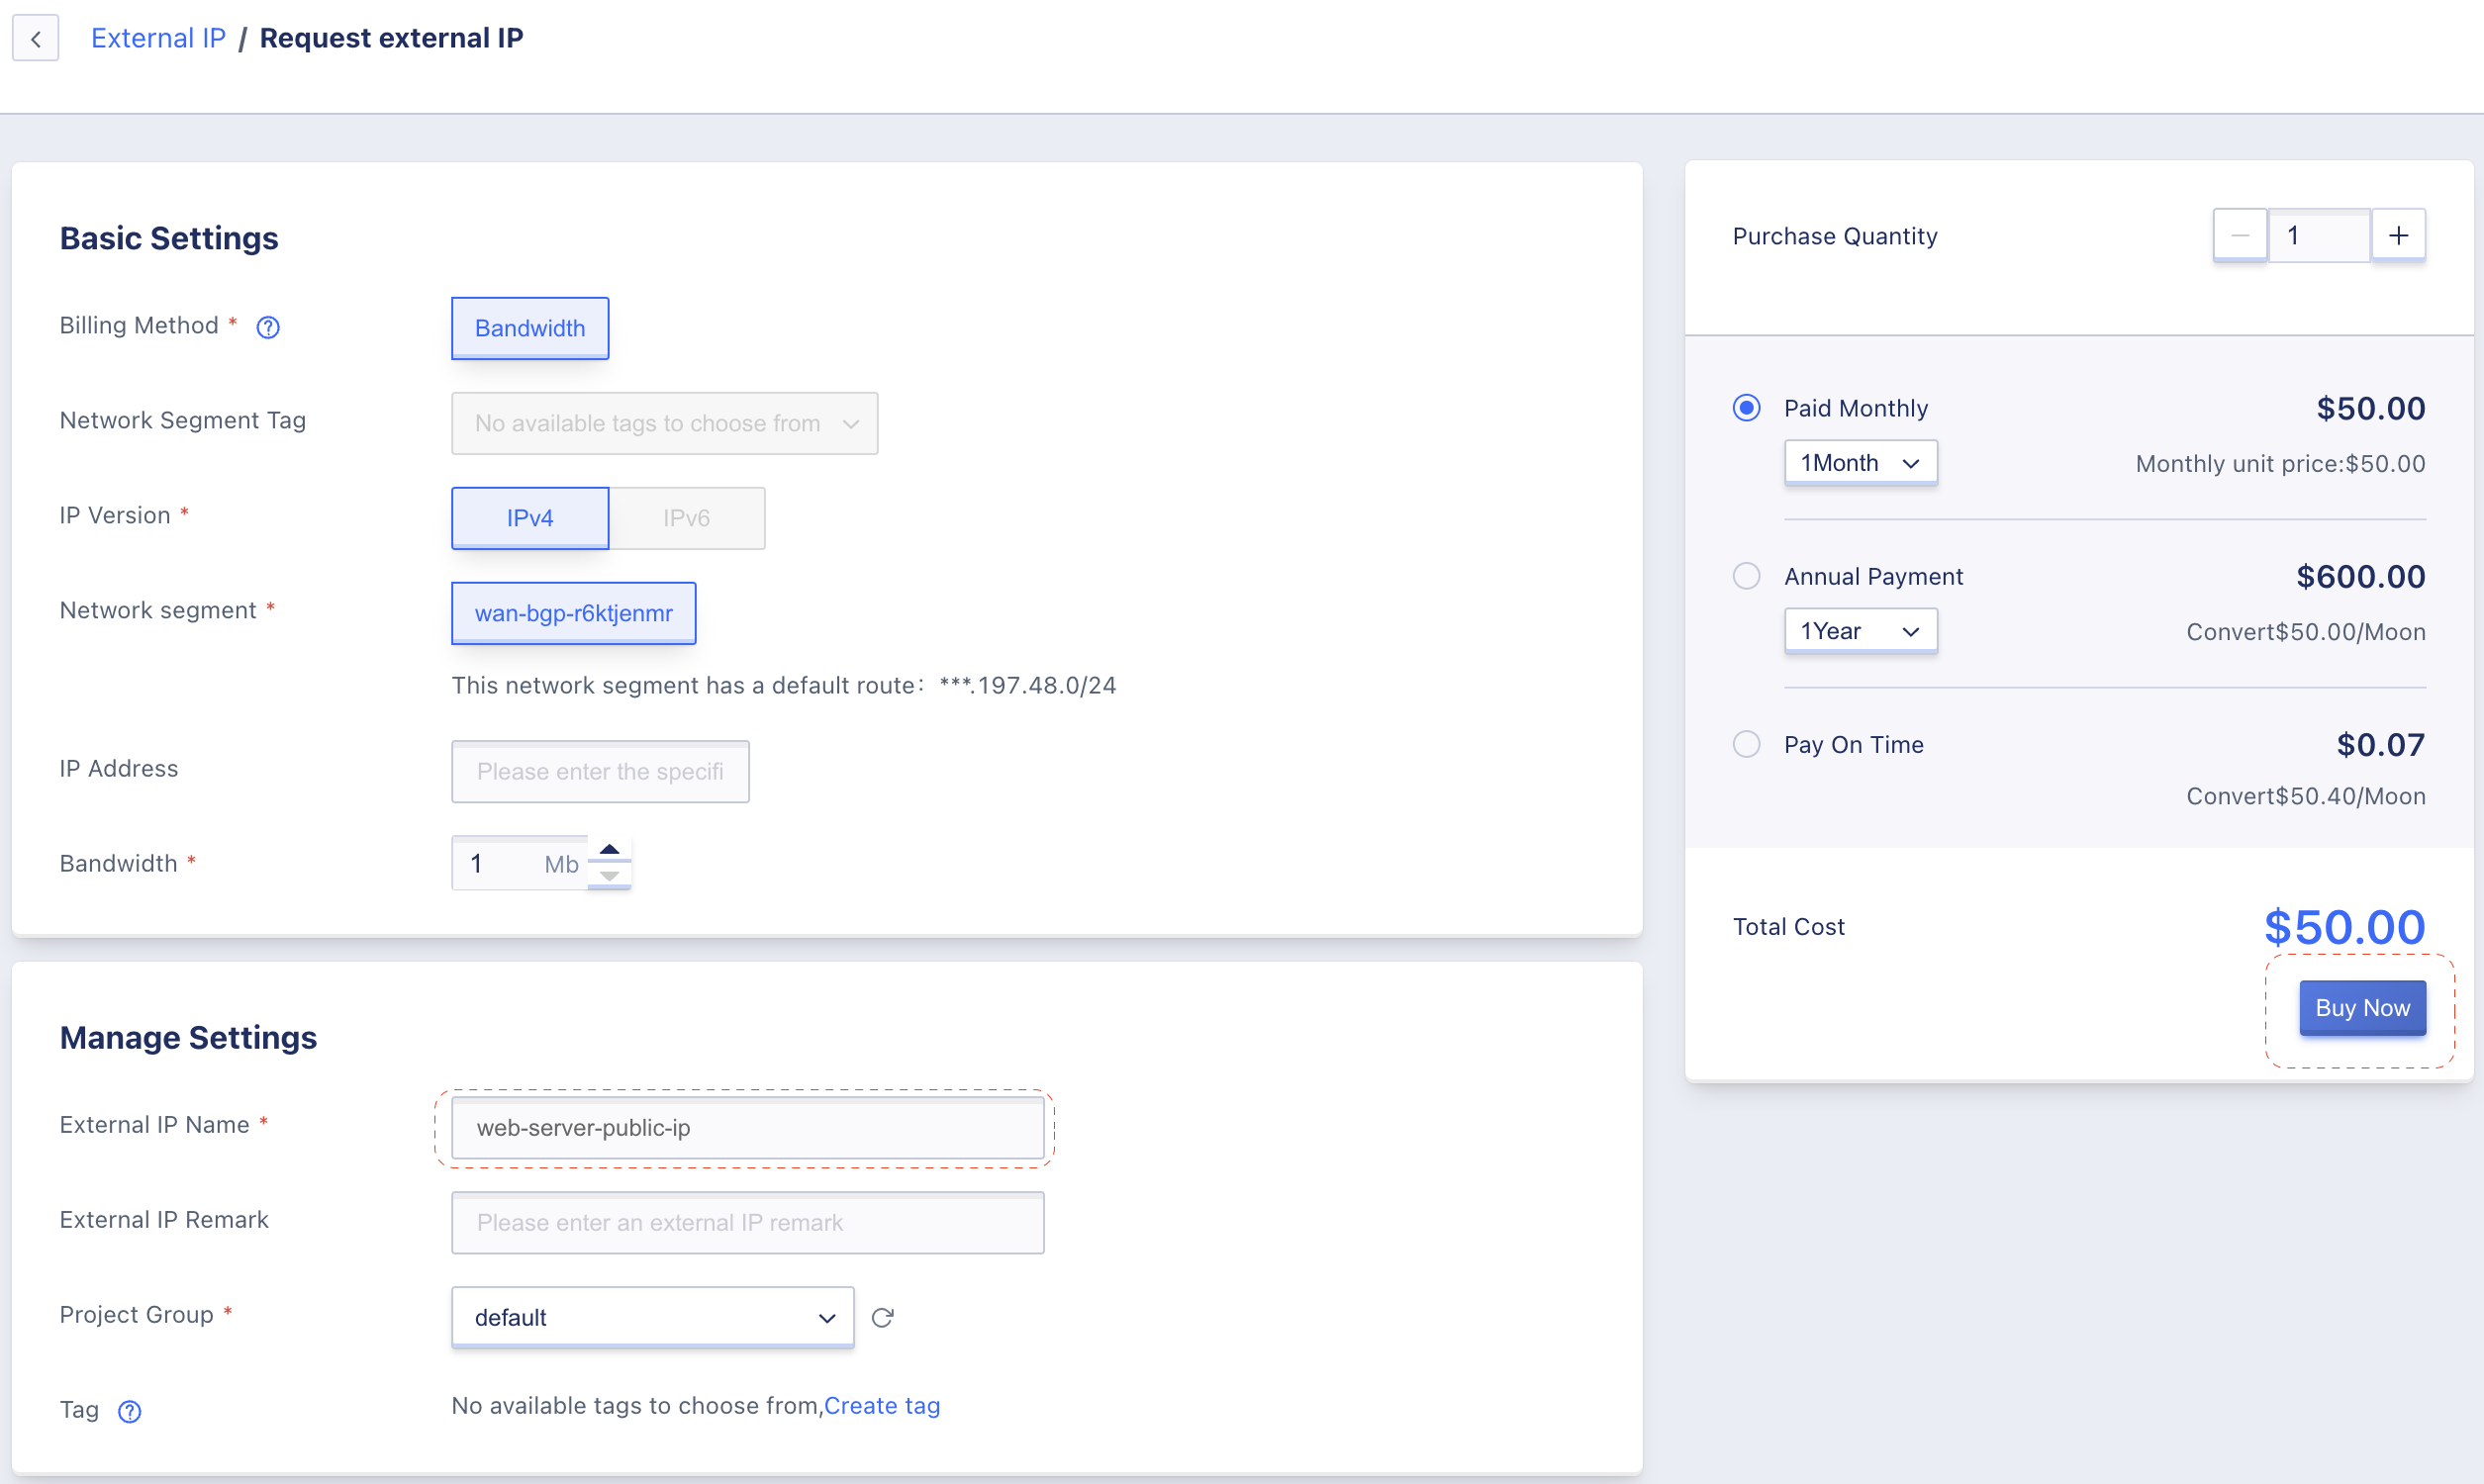 External IP / Request external IP
Basic Settings
Billing Method * ?
Bandwidth
Network Segment Tag
No available tags to choose from
IP Version *
IPv4
IPv6
Network segment *
wan-bgp-r6ktjenmr
This network segment has a default route: ***.197.48.0/24
IP Address
Please enter the specifi
Bandwidth *
1 Mb
Manage Settings
External IP Name *
web-server-public-ip
External IP Remark
Please enter an external IP remark
Project Group *
default
Tag ?
No available tags to choose from,Create tag
Purchase Quantity
1
Paid Monthly
$50.00
1Month
Monthly unit price:$50.00
Annual Payment
$600.00
1Year
Convert$50.00/Moon
Pay On Time
$0.07
Convert$50.40/Moon
Total Cost
$50.00
Buy Now